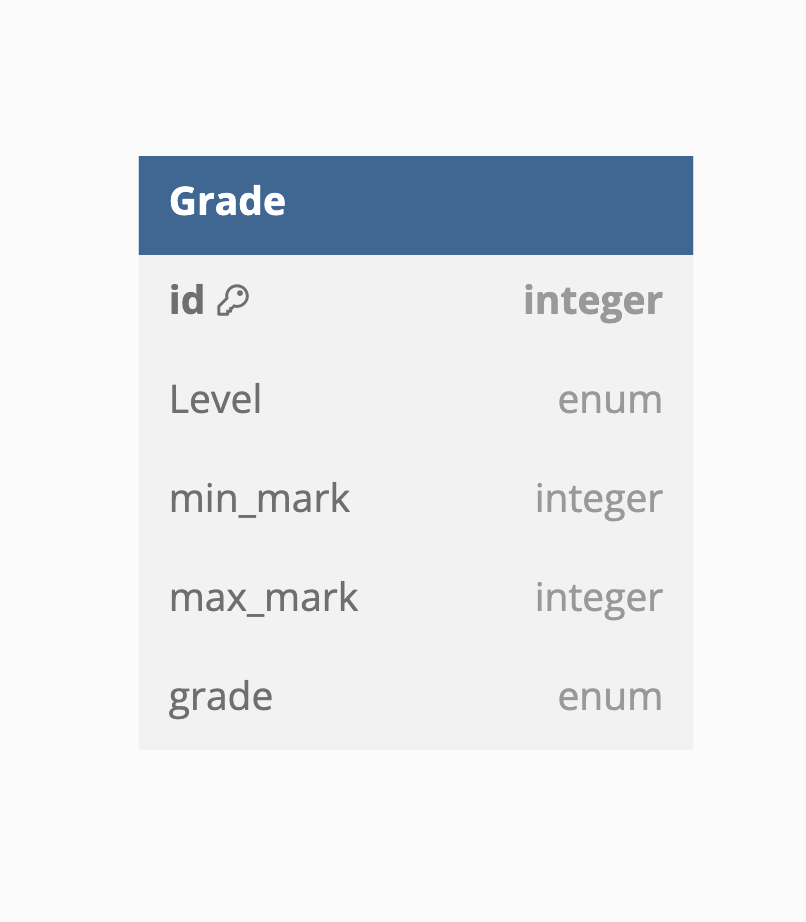 Grade
id integer
Level enum
min_mark integer
max_mark integer
grade enum